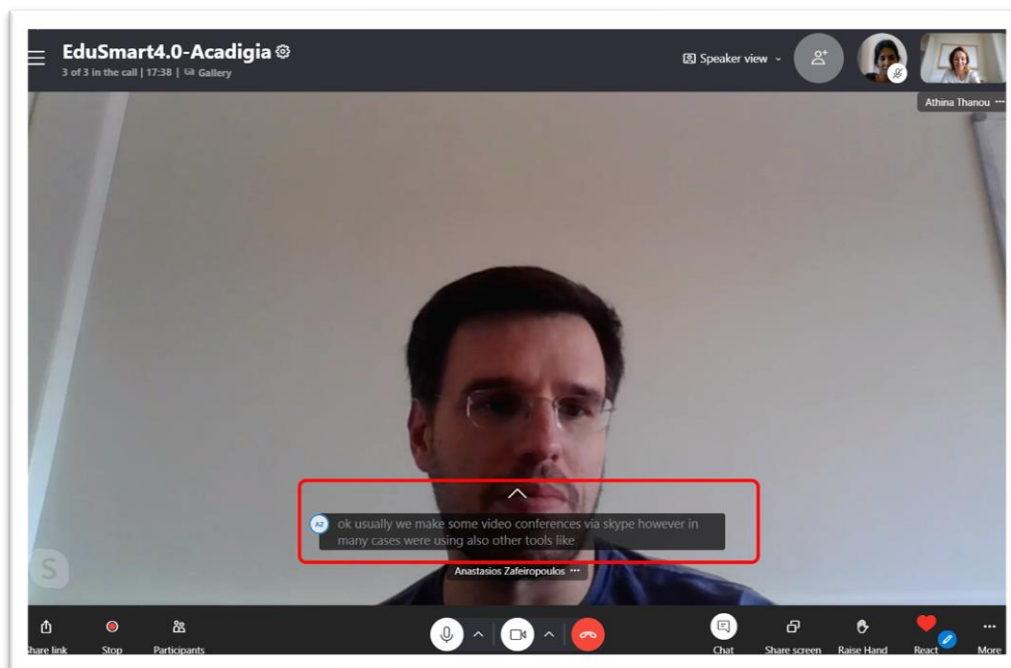 EduSmart4.0-Acadigia
3 of 3 in the call | 17:38 | Gallery
Speaker view
Athina Thanou ...
AZ
ok usually we make some video conferences via skype however in
many cases were using also other tools like
Anastasios Zafeiropoulos ...
S
Share link
Stop
Participants
Chat
Share screen
Raise Hand
React
More